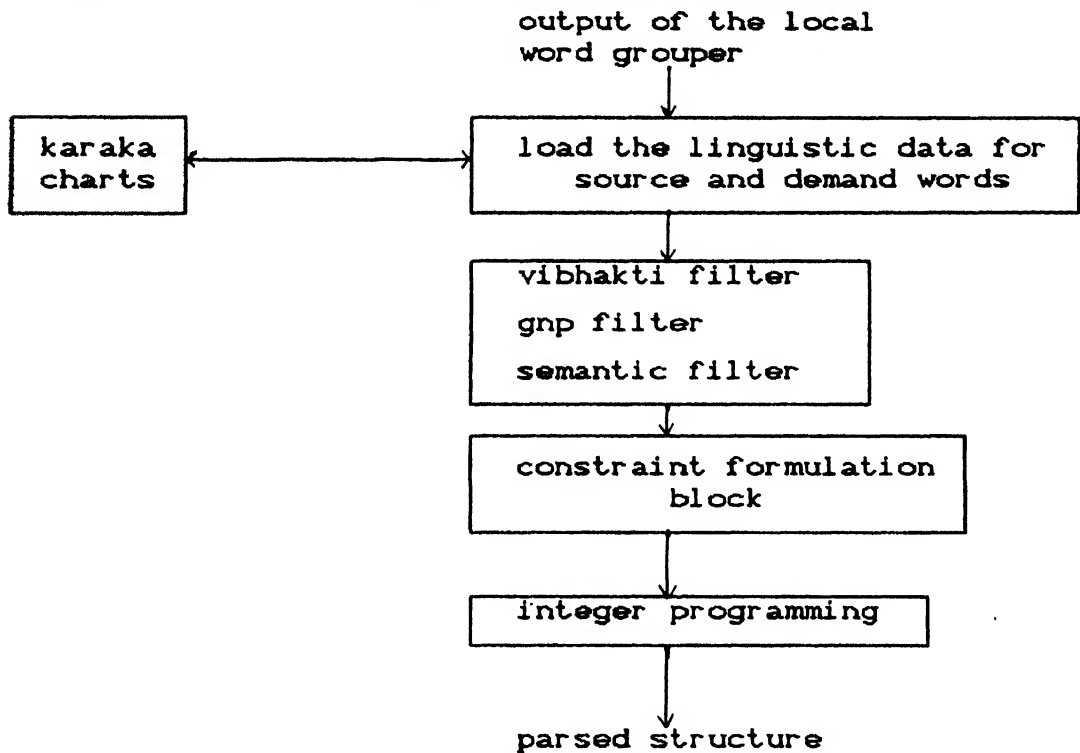 output of the local
word grouper
karaka
charts
load the linguistic data for
source and demand words
vibhakti filter
gnp filter
semantic filter
constraint formulation
block
integer programming
parsed structure